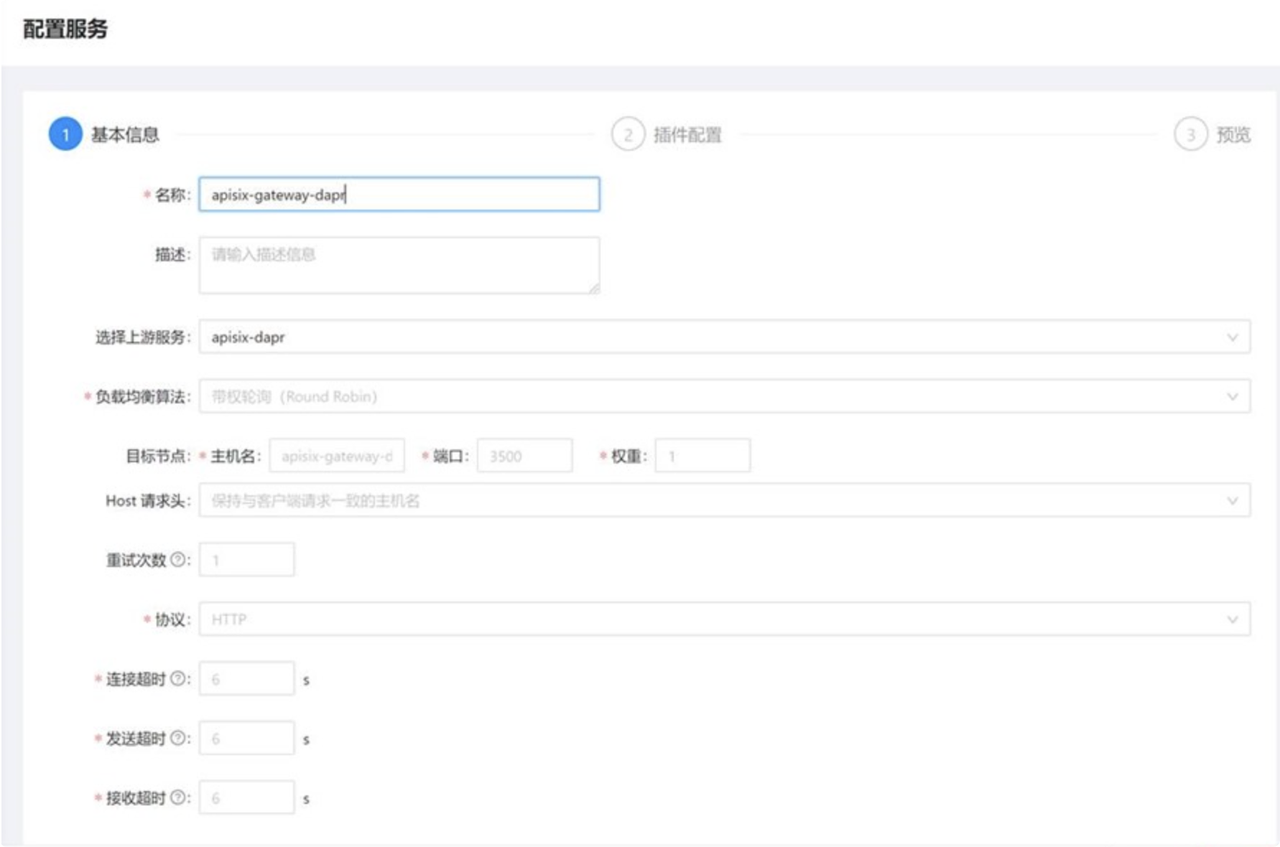 配置服务
1 基本信息 2 插件配置 3 预览
* 名称: apisix-gateway-dapr
描述: 请输入描述信息
选择上游服务: apisix-dapr
* 负载均衡算法: 带权轮询（Round Robin）
目标节点: * 主机名: apisix-gateway-d * 端口: 3500 * 权重: 1
Host 请求头: 保持与客户端请求一致的主机名
重试次数 ?: 1
* 协议: HTTP
* 连接超时 ?: 6 s
* 发送超时 ?: 6 s
* 接收超时 ?: 6 s